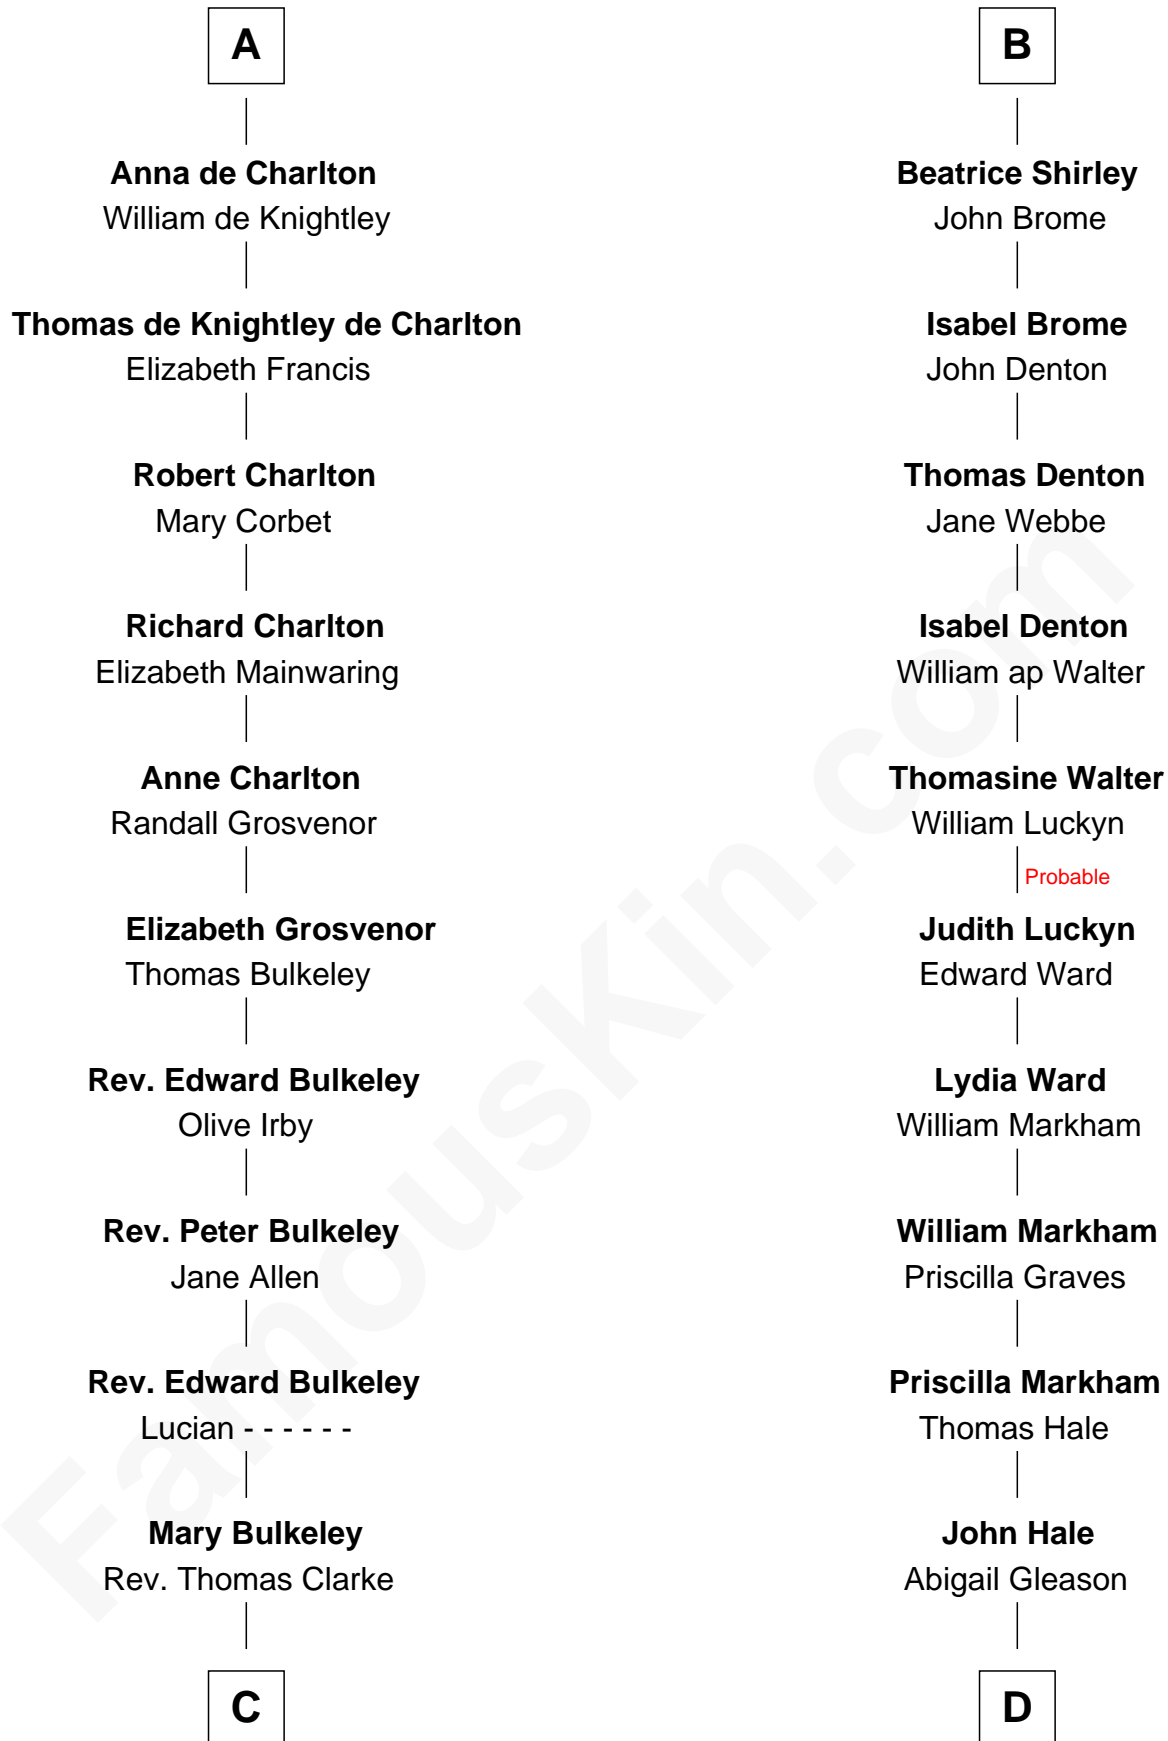 A
Anna de Charlton
William de Knightley
Thomas de Knightley de Charlton
Elizabeth Francis
Robert Charlton
Mary Corbet
Richard Charlton
Elizabeth Mainwaring
Anne Charlton
Randall Grosvenor
Elizabeth Grosvenor
Thomas Bulkeley
Rev. Edward Bulkeley
Olive Irby
Rev. Peter Bulkeley
Jane Allen
Rev. Edward Bulkeley
Lucian - - - - - -
Mary Bulkeley
Rev. Thomas Clarke
C
B
Beatrice Shirley
John Brome
Isabel Brome
John Denton
Thomas Denton
Jane Webbe
Isabel Denton
William ap Walter
Thomasine Walter
William Luckyn
Probable
Judith Luckyn
Edward Ward
Lydia Ward
William Markham
William Markham
Priscilla Graves
Priscilla Markham
Thomas Hale
John Hale
Abigail Gleason
D
FamousKin.com